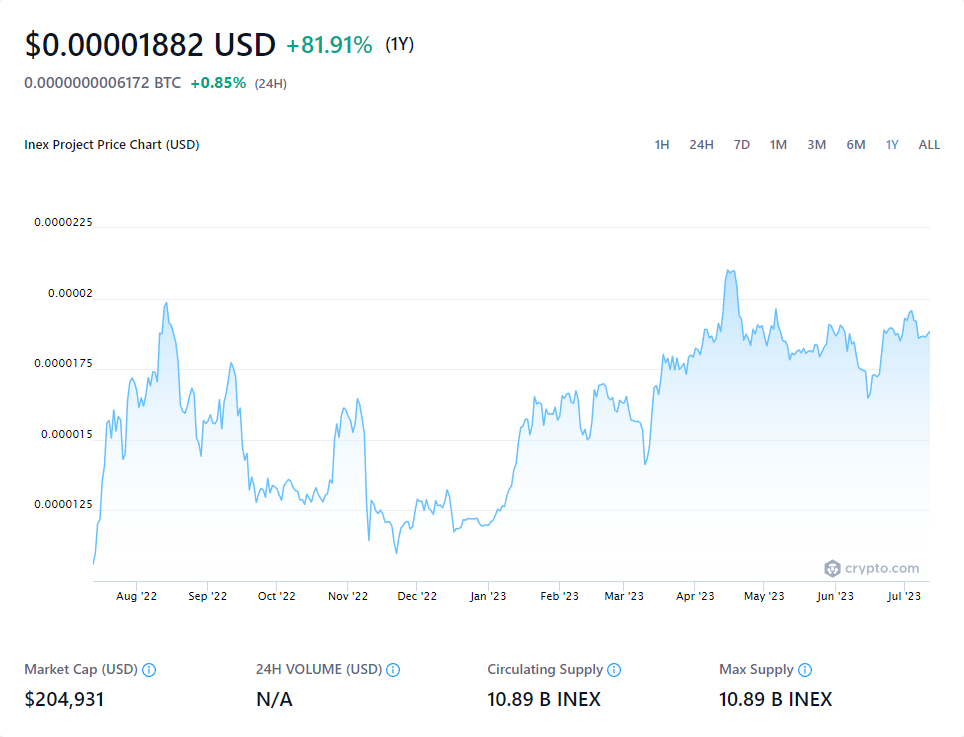 $0.00001882 USD +81.91% (1Y)
0.0000000006172 BTC +0.85% (24H)
Inex Project Price Chart (USD) 1H 24H 7D 1M 3M 6M 1Y ALL
0.0000225
0.00002
0.0000175
0.000015
0.0000125
crypto.com
Aug '22 Sep '22 Oct '22 Nov '22 Dec '22 Jan '23 Feb '23 Mar '23 Apr '23 May '23 Jun '23 Jul '23
Market Cap (USD) 24H VOLUME (USD) Circulating Supply Max Supply
$204,931 N/A 10.89 B INEX 10.89 B INEX